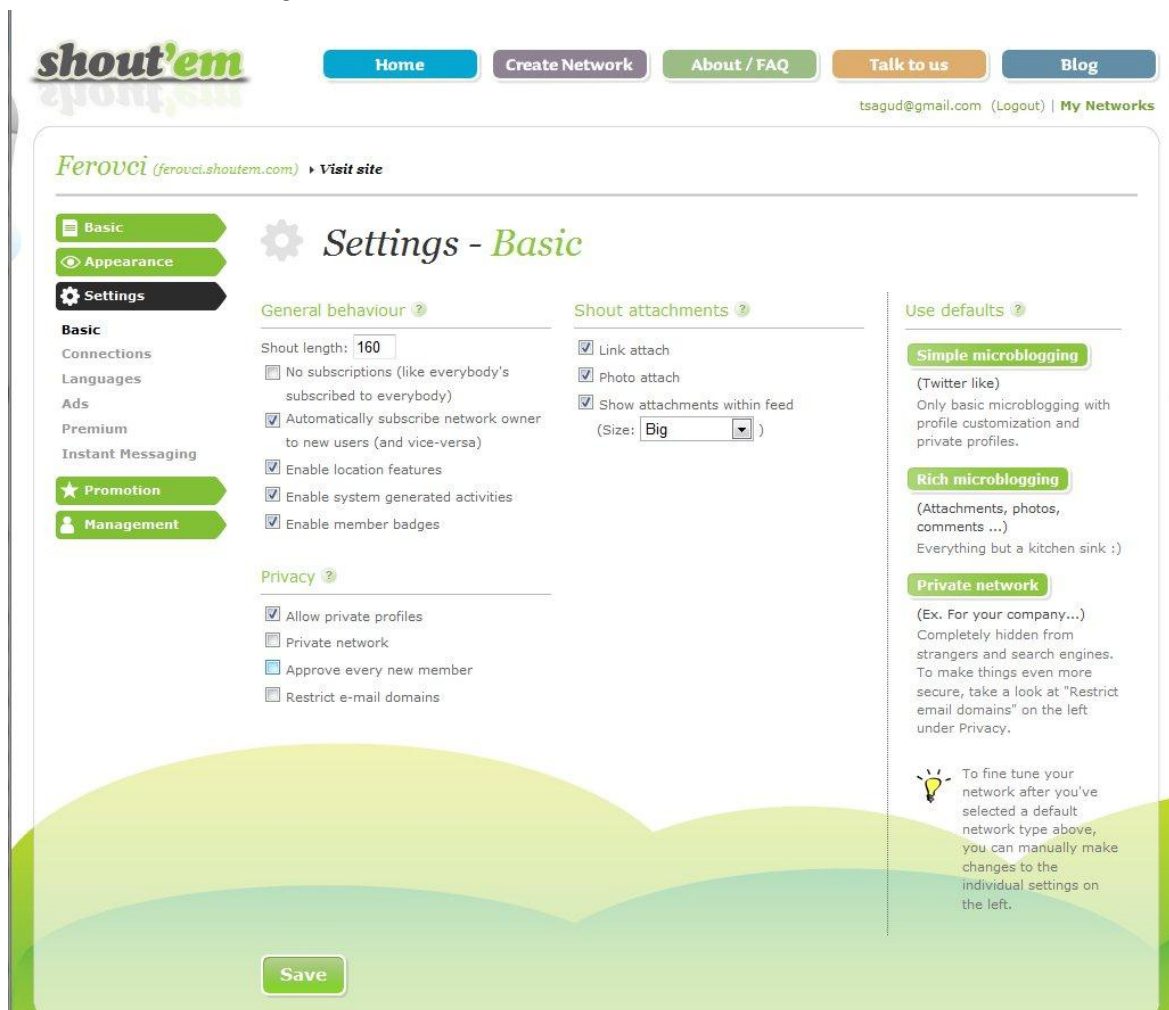 shout'em
Home
Create Network
About / FAQ
Talk to us
Blog
tsagud@gmail.com (Logout) | My Networks
Ferovci (ferovci.shoutem.com) ▸ Visit site
Basic
Appearance
Settings
Basic
Connections
Languages
Ads
Premium
Instant Messaging
Promotion
Management
Settings - Basic
General behaviour ?
Shout length: 160
No subscriptions (like everybody's
subscribed to everybody)
Automatically subscribe network owner
to new users (and vice-versa)
Enable location features
Enable system generated activities
Enable member badges
Privacy ?
Allow private profiles
Private network
Approve every new member
Restrict e-mail domains
Shout attachments ?
Link attach
Photo attach
Show attachments within feed
(Size: Big )
Use defaults ?
Simple microblogging
(Twitter like)
Only basic microblogging with
profile customization and
private profiles.
Rich microblogging
(Attachments, photos,
comments ...)
Everything but a kitchen sink :)
Private network
(Ex. For your company...)
Completely hidden from
strangers and search engines.
To make things even more
secure, take a look at "Restrict
email domains" on the left
under Privacy.
To fine tune your
network after you've
selected a default
network type above,
you can manually make
changes to the
individual settings on
the left.
Save